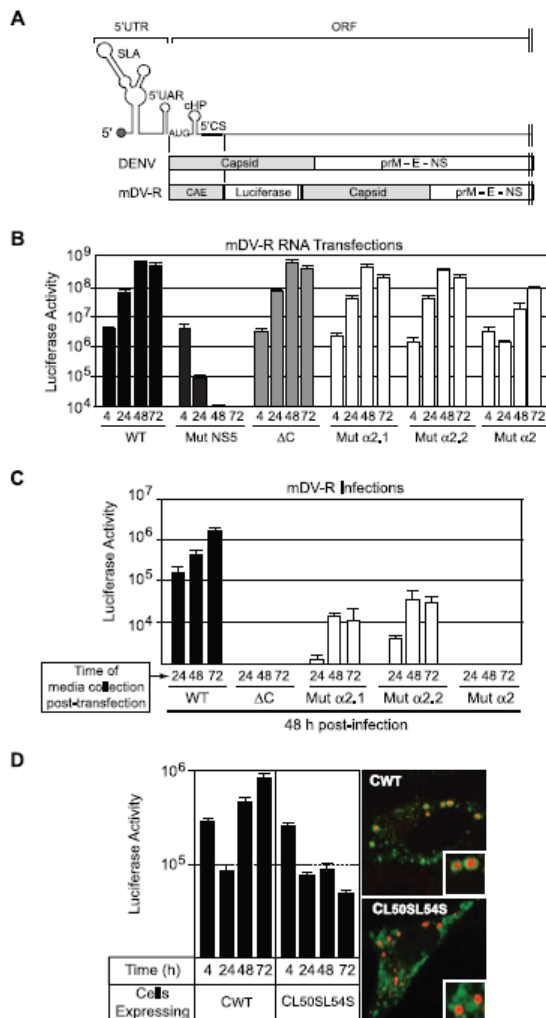 A
5'UTR
ORF
SLA
5'UAR
cHP
5'
AUG
5'CS
DENV
Capsid
prM – E - NS
mDV-R
CAE
Luciferase
Capsid
prM – E - NS
B
mDV-R RNA Transfections
Luciferase Activity
10^9
10^8
10^7
10^6
10^5
10^4
4 24 48 72
4 24 48 72
4 24 48 72
4 24 48 72
4 24 48 72
4 24 48 72
WT
Mut NS5
ΔC
Mut α2.1
Mut α2.2
Mut α2
C
mDV-R Infections
Luciferase Activity
10^7
10^6
10^5
10^4
Time of
media collection
post-transfection
24 48 72
24 48 72
24 48 72
24 48 72
24 48 72
WT
ΔC
Mut α2.1
Mut α2.2
Mut α2
48 h post-infection
D
Luciferase Activity
10^6
10^5
Time (h)
4 24 48 72
4 24 48 72
Cells
Expressing
CWT
CL50SL54S
CWT
CL50SL54S